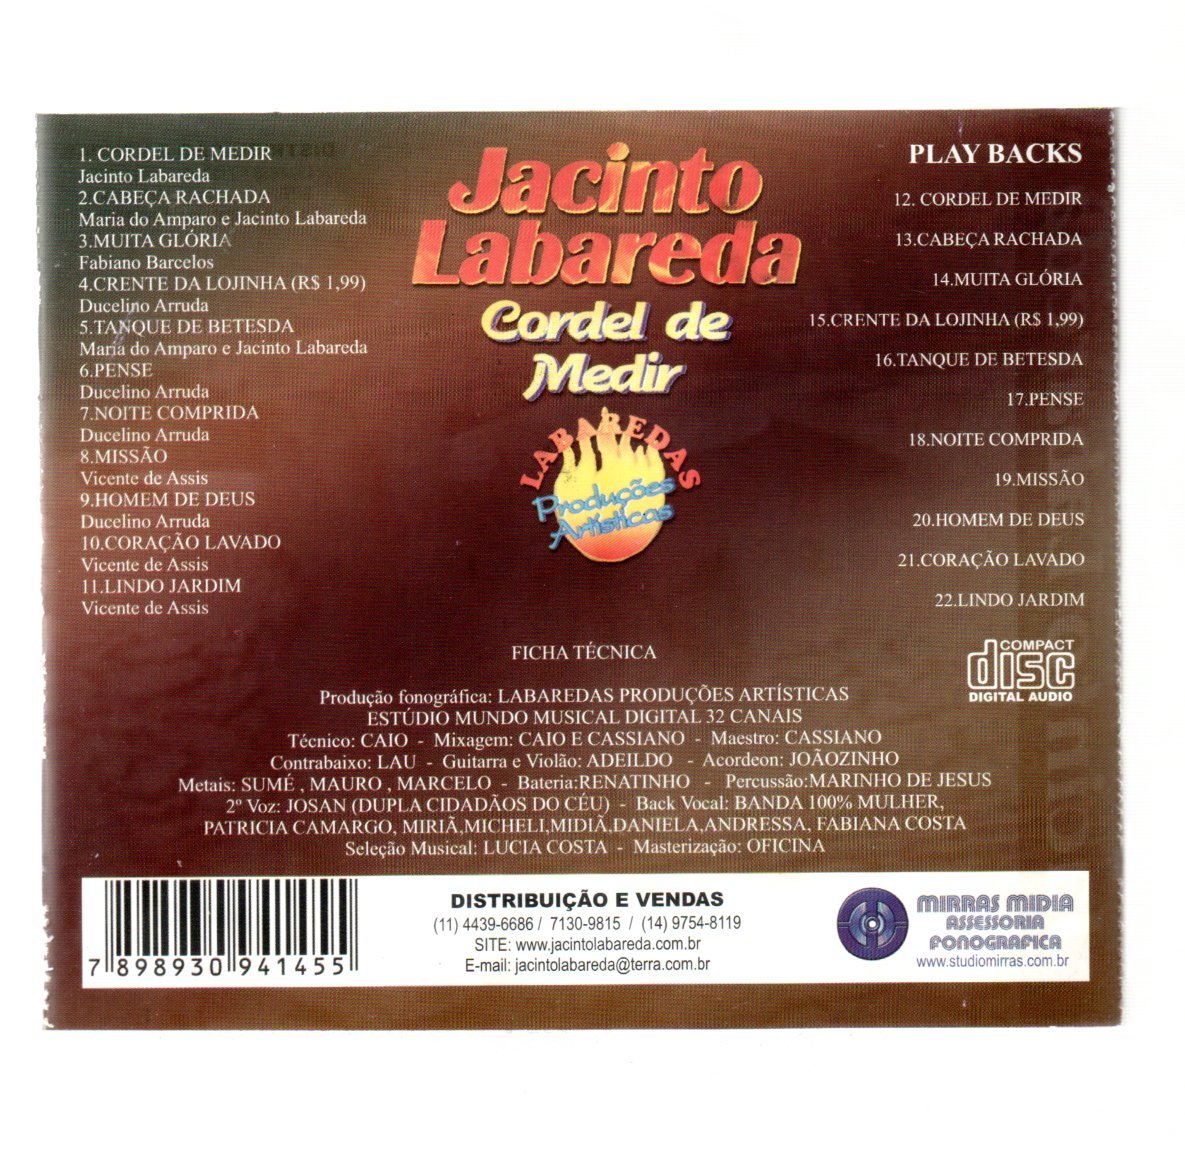 1. CORDEL DE MEDIR
Jacinto Labareda
2.CABEÇA RACHADA
Maria do Amparo e Jacinto Labareda
3.MUITA GLÓRIA
Fabiano Barcelos
4.CRENTE DA LOJINHA (R$ 1,99)
Ducelino Arruda
5.TANQUE DE BETESDA
Maria do Amparo e Jacinto Labareda
6.PENSE
Ducelino Arruda
7.NOITE COMPRIDA
Ducelino Arruda
8.MISSÃO
Vicente de Assis
9.HOMEM DE DEUS
Ducelino Arruda
10.CORAÇÃO LAVADO
Vicente de Assis
11.LINDO JARDIM
Vicente de Assis
Jacinto
Labareda
Cordel de
Medir
LABAREDAS
Produções
Artísticas
PLAY BACKS
12. CORDEL DE MEDIR
13.CABEÇA RACHADA
14.MUITA GLÓRIA
15.CRENTE DA LOJINHA (R$ 1,99)
16.TANQUE DE BETESDA
17.PENSE
18.NOITE COMPRIDA
19.MISSÃO
20.HOMEM DE DEUS
21.CORAÇÃO LAVADO
22.LINDO JARDIM
COMPACT
disc
DIGITAL AUDIO
FICHA TÉCNICA
Produção fonográfica: LABAREDAS PRODUÇÕES ARTÍSTICAS
ESTÚDIO MUNDO MUSICAL DIGITAL 32 CANAIS
Técnico: CAIO - Mixagem: CAIO E CASSIANO - Maestro: CASSIANO
Contrabaixo: LAU - Guitarra e Violão: ADEILDO - Acordeon: JOÃOZINHO
Metais: SUMÉ , MAURO , MARCELO - Bateria:RENATINHO - Percussão:MARINHO DE JESUS
2º Voz: JOSAN (DUPLA CIDADÃOS DO CÉU) - Back Vocal: BANDA 100% MULHER,
PATRICIA CAMARGO, MIRIÃ,MICHELI,MIDIÃ,DANIELA,ANDRESSA, FABIANA COSTA
Seleção Musical: LUCIA COSTA - Masterização: OFICINA
7 898930 941455
DISTRIBUIÇÃO E VENDAS
(11) 4439-6686 / 7130-9815 / (14) 9754-8119
SITE: www.jacintolabareda.com.br
E-mail: jacintolabareda@terra.com.br
MIRRAS MIDIA
ASSESSORIA
FONOGRAFICA
www.studiomirras.com.br